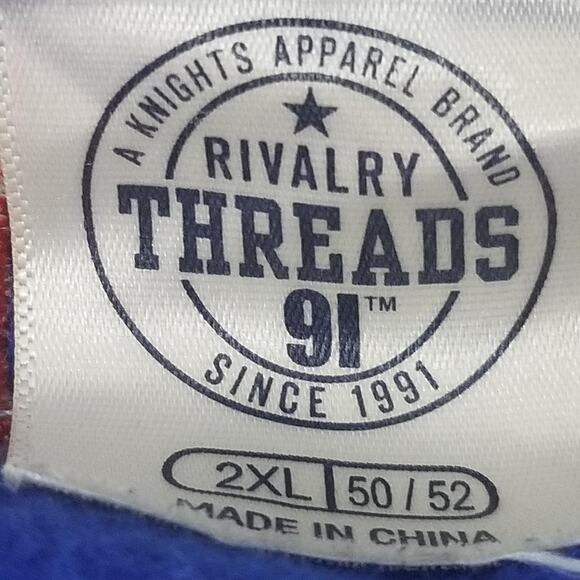 A KNIGHTS APPAREL BRAND
RIVALRY
THREADS
91™
SINCE 1991
2XL 50 / 52
MADE IN CHINA